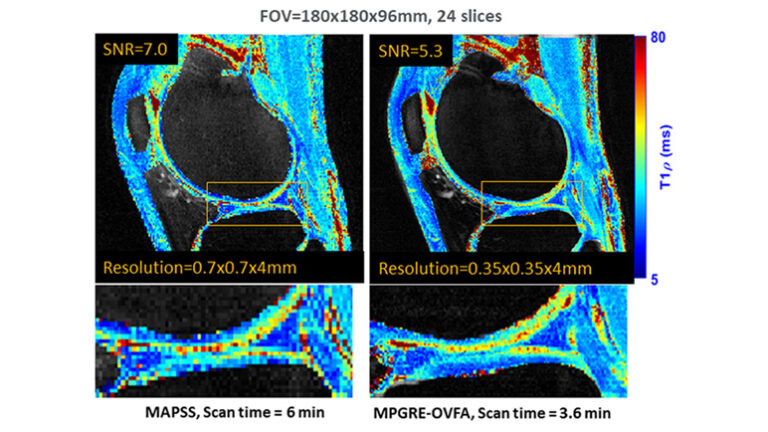 FOV=180x180x96mm, 24 slices
SNR=7.0
SNR=5.3
80
T1ρ (ms)
5
Resolution=0.7x0.7x4mm
Resolution=0.35x0.35x4mm
MAPSS, Scan time = 6 min
MPGRE-OVFA, Scan time = 3.6 min